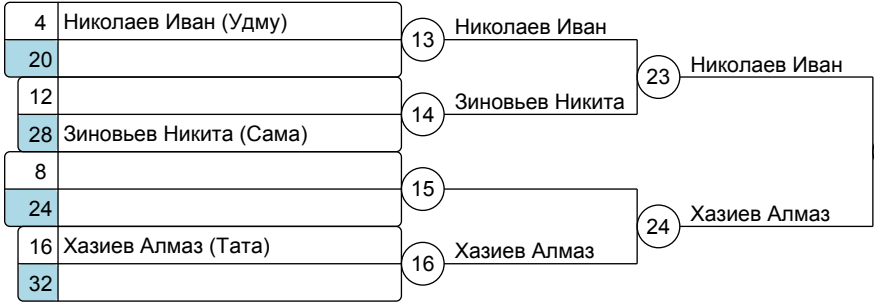 4 Николаев Иван (Удму)
13 Николаев Иван
20
23 Николаев Иван
12
14 Зиновьев Никита
28 Зиновьев Никита (Сама)
8
15
24
24 Хазиев Алмаз
16 Хазиев Алмаз (Тата)
16 Хазиев Алмаз
32